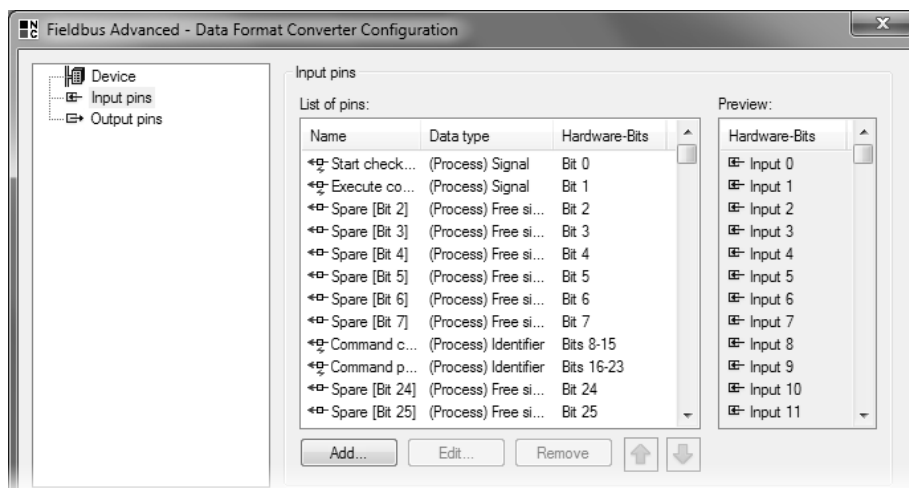 NC Fieldbus Advanced - Data Format Converter Configuration
Device
Input pins
Output pins
Input pins
List of pins:
Name Data type Hardware-Bits
Start check... (Process) Signal Bit 0
Execute co... (Process) Signal Bit 1
Spare [Bit 2] (Process) Free si... Bit 2
Spare [Bit 3] (Process) Free si... Bit 3
Spare [Bit 4] (Process) Free si... Bit 4
Spare [Bit 5] (Process) Free si... Bit 5
Spare [Bit 6] (Process) Free si... Bit 6
Spare [Bit 7] (Process) Free si... Bit 7
Command c... (Process) Identifier Bits 8-15
Command p... (Process) Identifier Bits 16-23
Spare [Bit 24] (Process) Free si... Bit 24
Spare [Bit 25] (Process) Free si... Bit 25
Add... Edit... Remove
Preview:
Hardware-Bits
Input 0
Input 1
Input 2
Input 3
Input 4
Input 5
Input 6
Input 7
Input 8
Input 9
Input 10
Input 11